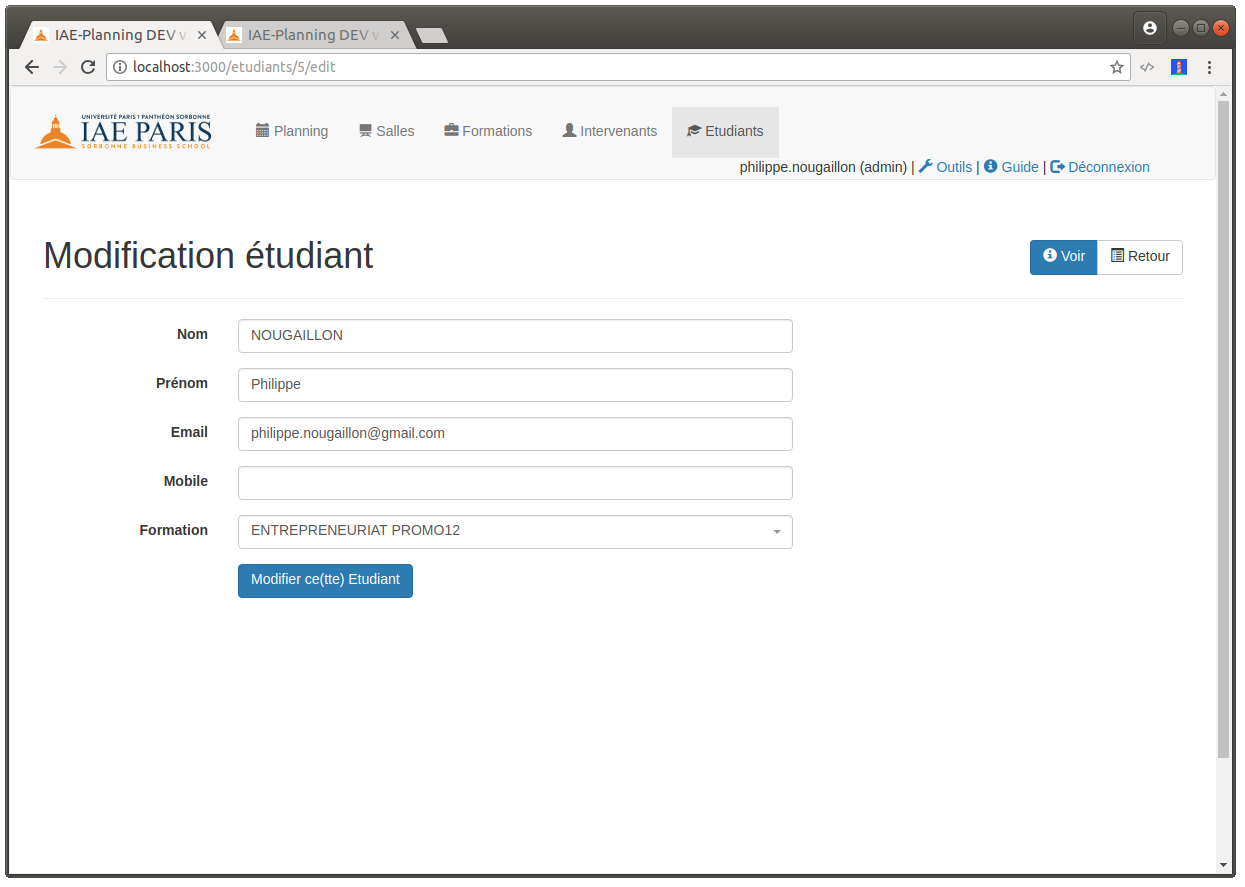 IAE-Planning DEV v
IAE-Planning DEV v
localhost:3000/etudiants/5/edit
UNIVERSITÉ PARIS 1 PANTHÉON SORBONNE
IAE PARIS
SORBONNE BUSINESS SCHOOL
Planning Salles Formations Intervenants Etudiants
philippe.nougaillon (admin) | Outils | Guide | Déconnexion
Modification étudiant
Voir Retour
Nom NOUGAILLON
Prénom Philippe
Email philippe.nougaillon@gmail.com
Mobile
Formation ENTREPRENEURIAT PROMO12
Modifier ce(tte) Etudiant